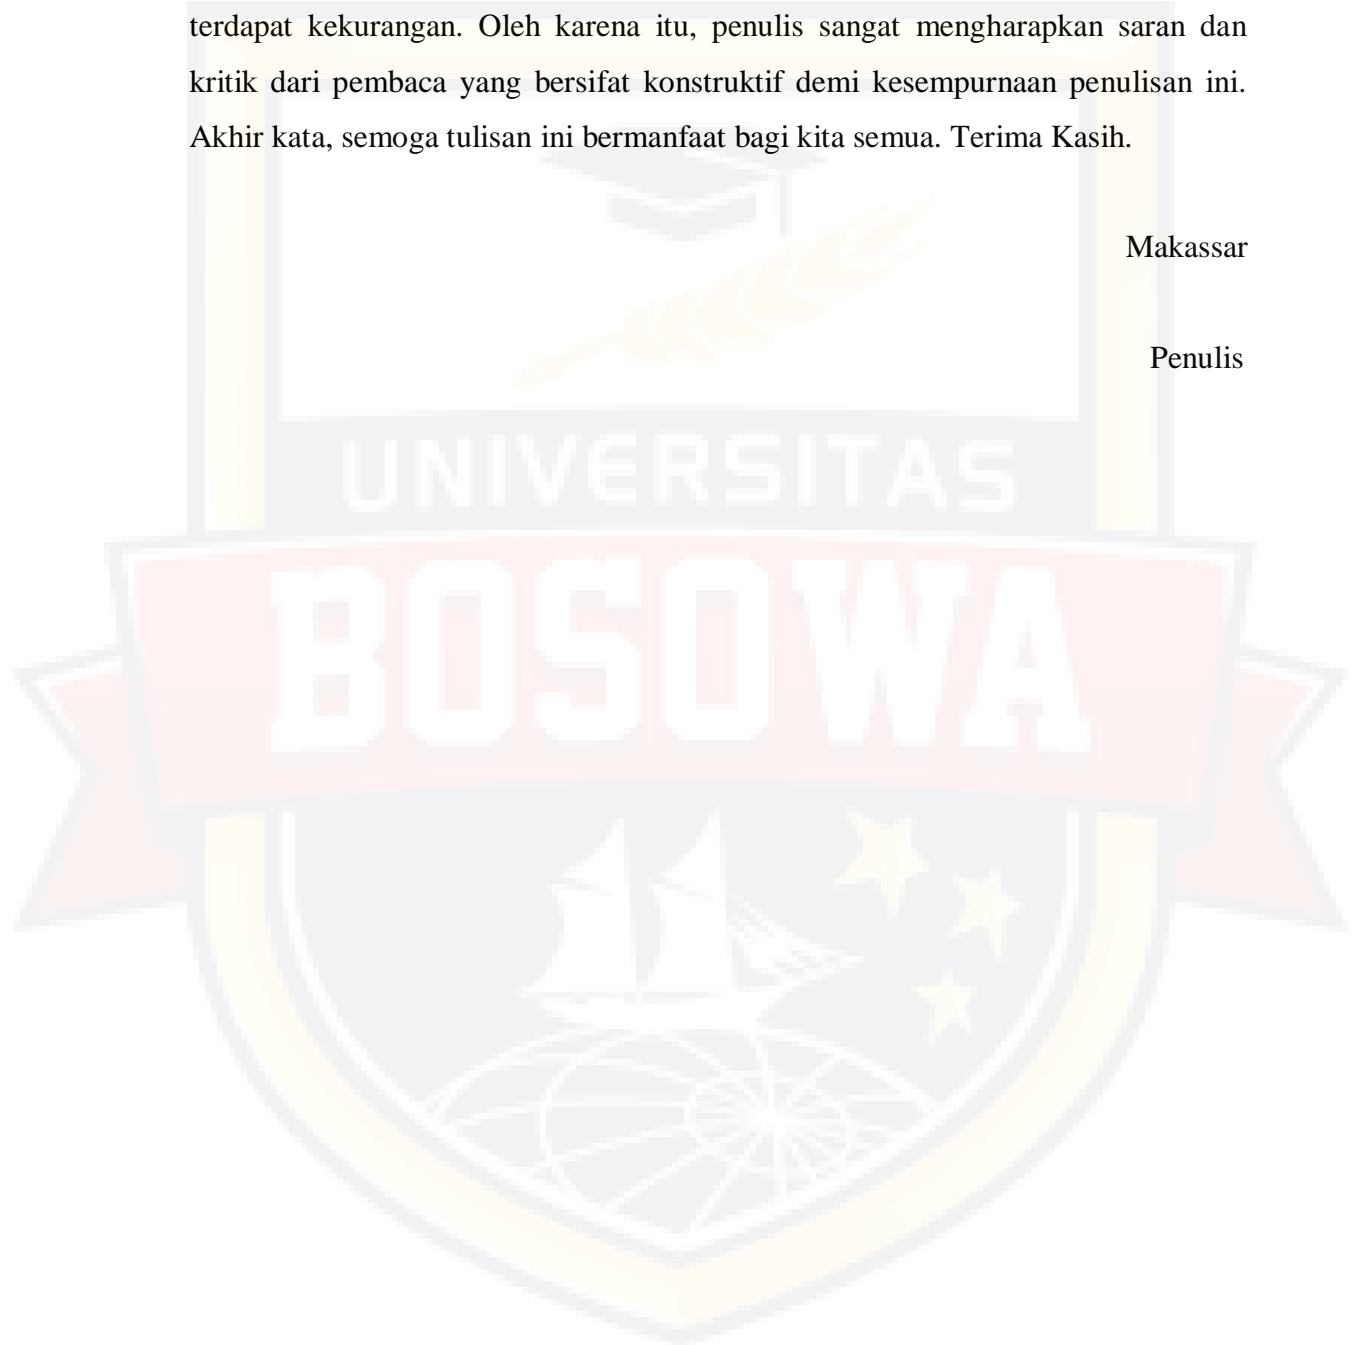 terdapat kekurangan. Oleh karena itu, penulis sangat mengharapkan saran dan
kritik dari pembaca yang bersifat konstruktif demi kesempurnaan penulisan ini.
Akhir kata, semoga tulisan ini bermanfaat bagi kita semua. Terima Kasih.
Makassar
Penulis
UNIVERSITAS
BOSOWA